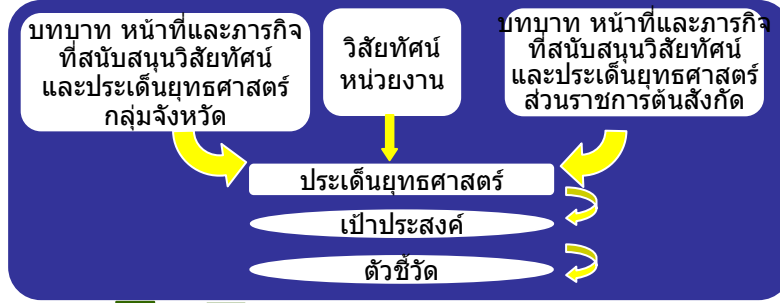 บทบาท หน้าที่และภารกิจ
ที่สนับสนุนวิสัยทัศน์
และประเด็นยุทธศาสตร์
กลุ่มจังหวัด
วิสัยทัศน์
หน่วยงาน
บทบาท หน้าที่และภารกิจ
ที่สนับสนุนวิสัยทัศน์
และประเด็นยุทธศาสตร์
ส่วนราชการต้นสังกัด
ประเด็นยุทธศาสตร์
เป้าประสงค์
ตัวชี้วัด